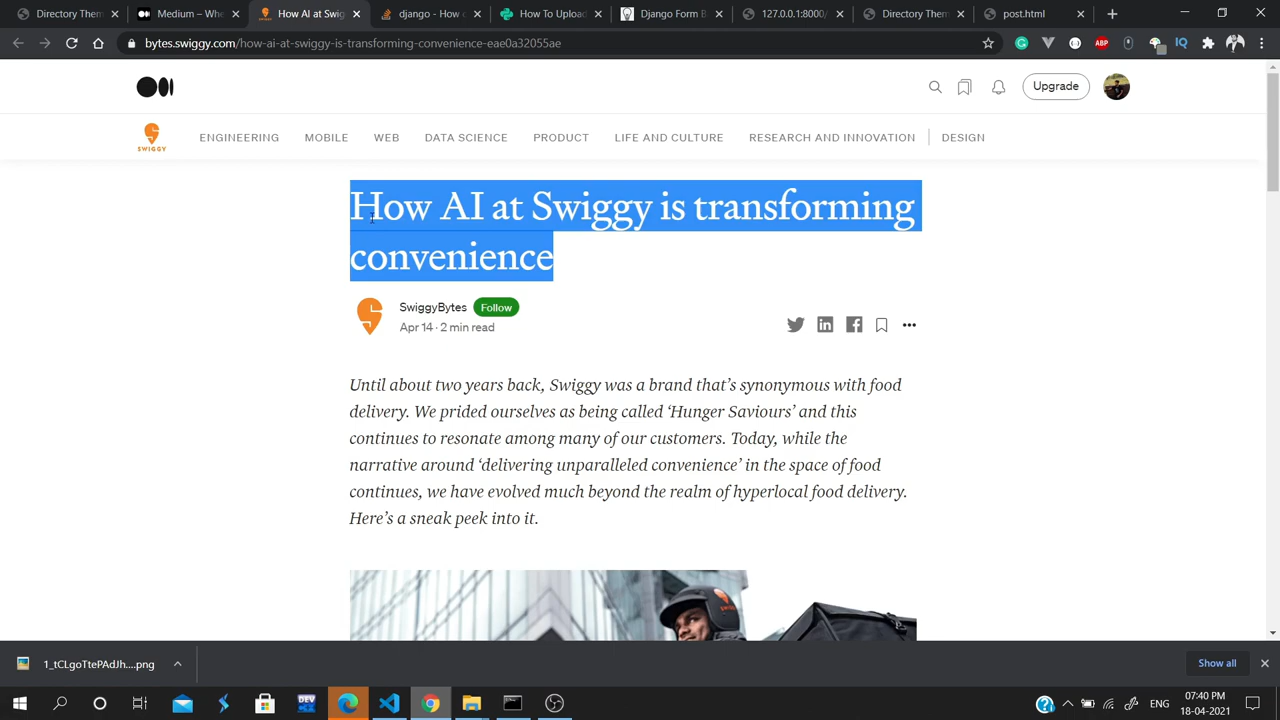 Directory Them
Medium – Whe
How AI at Swig
django - How c
How To Upload
Django Form B
127.0.0.1:8000/
Directory Them
post.html
bytes.swiggy.com/how-ai-at-swiggy-is-transforming-convenience-eae0a32055ae
ABP
IQ
Upgrade
SWIGGY
ENGINEERING
MOBILE
WEB
DATA SCIENCE
PRODUCT
LIFE AND CULTURE
RESEARCH AND INNOVATION
DESIGN
How AI at Swiggy is transforming
convenience
SwiggyBytes Follow
Apr 14 · 2 min read
Until about two years back, Swiggy was a brand that's synonymous with food
delivery. We prided ourselves as being called ‘Hunger Saviours’ and this
continues to resonate among many of our customers. Today, while the
narrative around ‘delivering unparalleled convenience’ in the space of food
continues, we have evolved much beyond the realm of hyperlocal food delivery.
Here’s a sneak peek into it.
1_tCLgoTtePAdJh....png
Show all
DEV
ENG
07:40 PM
18-04-2021